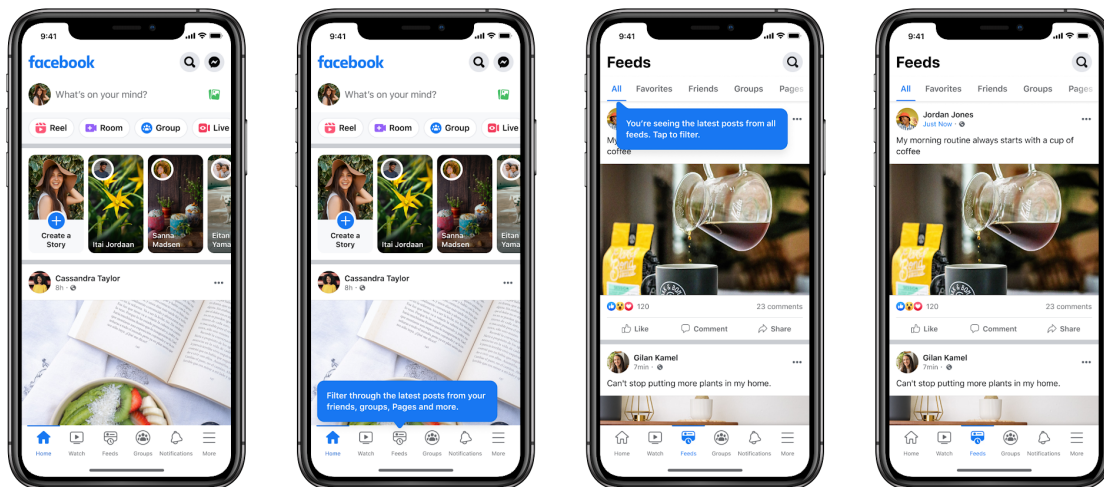 9:41
facebook
What's on your mind?
Reel
Room
Group
Live
Create a
Story
Itai Jordaan
Sanna
Madsen
Eitan
Yama
Cassandra Taylor
8h
Home
Watch
Feeds
Groups
Notifications
More
9:41
facebook
What's on your mind?
Reel
Room
Group
Live
Create a
Story
Itai Jordaan
Sanna
Madsen
Eitan
Yama
Cassandra Taylor
8h
Filter through the latest posts from your
friends, groups, Pages and more.
Home
Watch
Feeds
Groups
Notifications
More
9:41
Feeds
All
Favorites
Friends
Groups
Pages
You're seeing the latest posts from all
feeds. Tap to filter.
My
coffee
120
23 comments
Like
Comment
Share
Gilan Kamel
7min
Can't stop putting more plants in my home.
Home
Watch
Feeds
Groups
Notifications
More
9:41
Feeds
All
Favorites
Friends
Groups
Pages
Jordan Jones
Just Now
My morning routine always starts with a cup of
coffee
120
23 comments
Like
Comment
Share
Gilan Kamel
7min
Can't stop putting more plants in my home.
Home
Watch
Feeds
Groups
Notifications
More